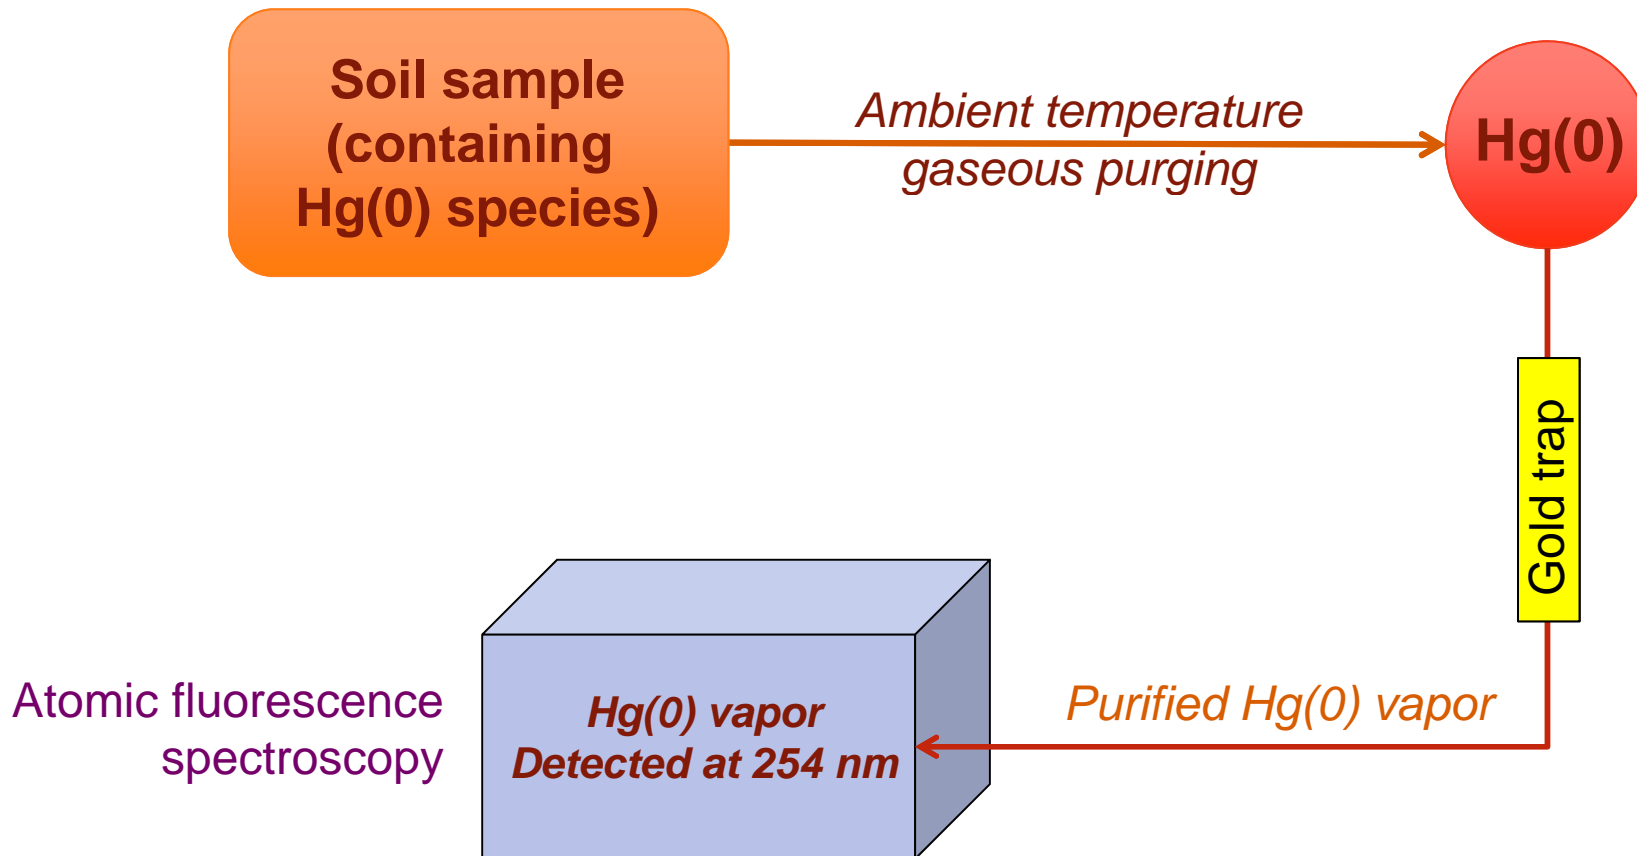 Soil sample
(containing
Hg(0) species)
Ambient temperature
gaseous purging
Hg(0)
Gold trap
Purified Hg(0) vapor
Hg(0) vapor
Detected at 254 nm
Atomic fluorescence
spectroscopy